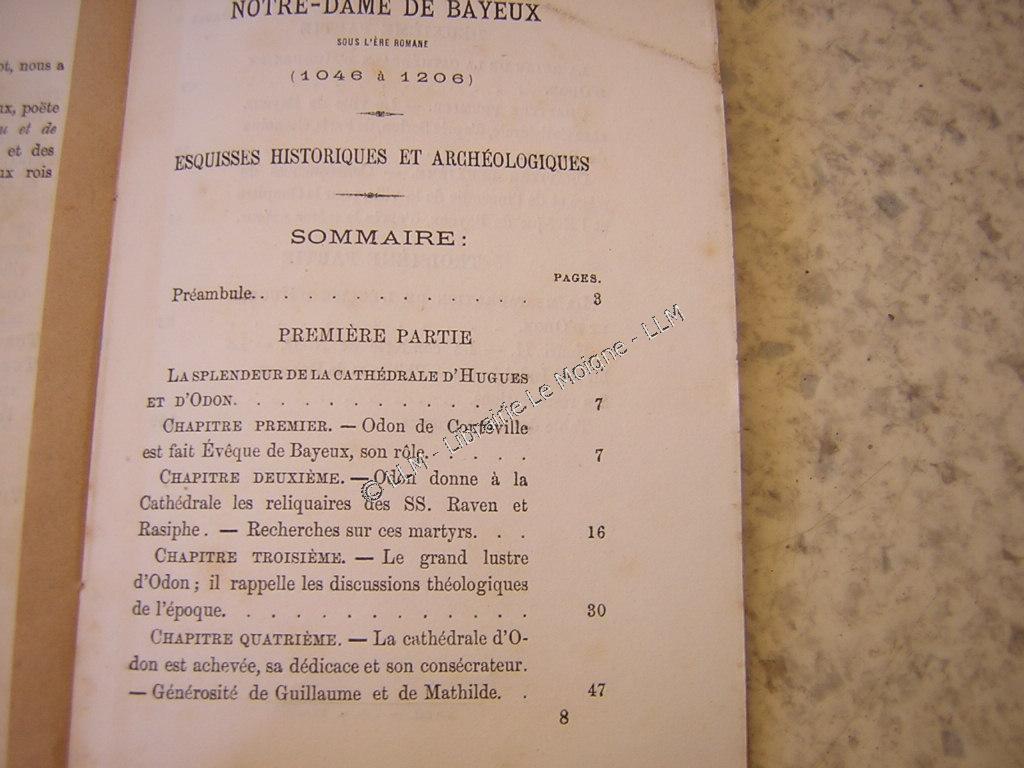 ot, nous a
ux, poëte
u et de
et des
ux rois
NOTRE-DAME DE BAYEUX
SOUS L'ÈRE ROMANE
(1046 à 1206)
ESQUISSES HISTORIQUES ET ARCHÉOLOGIQUES
SOMMAIRE:
PAGES.
Préambule. . . . . . . . . . . . . 3
PREMIÈRE PARTIE
LA SPLENDEUR DE LA CATHÉDRALE D'HUGUES
ET D'ODON. . . . . . . . . . . . . 7
CHAPITRE PREMIER. — Odon de Conteville
est fait Évêque de Bayeux, son rôle. . . . . . 7
CHAPITRE DEUXIÈME. — Odon donne à la
Cathédrale les reliquaires des SS. Raven et
Rasiphe. — Recherches sur ces martyrs. . . 16
CHAPITRE TROISIÈME. — Le grand lustre
d'Odon; il rappelle les discussions théologiques
de l'époque. . . . . . . . . . . . . 30
CHAPITRE QUATRIÈME. — La cathédrale d'O-
don est achevée, sa dédicace et son consécrateur.
— Générosité de Guillaume et de Mathilde. . 47
8
© LLM - Librairie Le Moigne - LLM